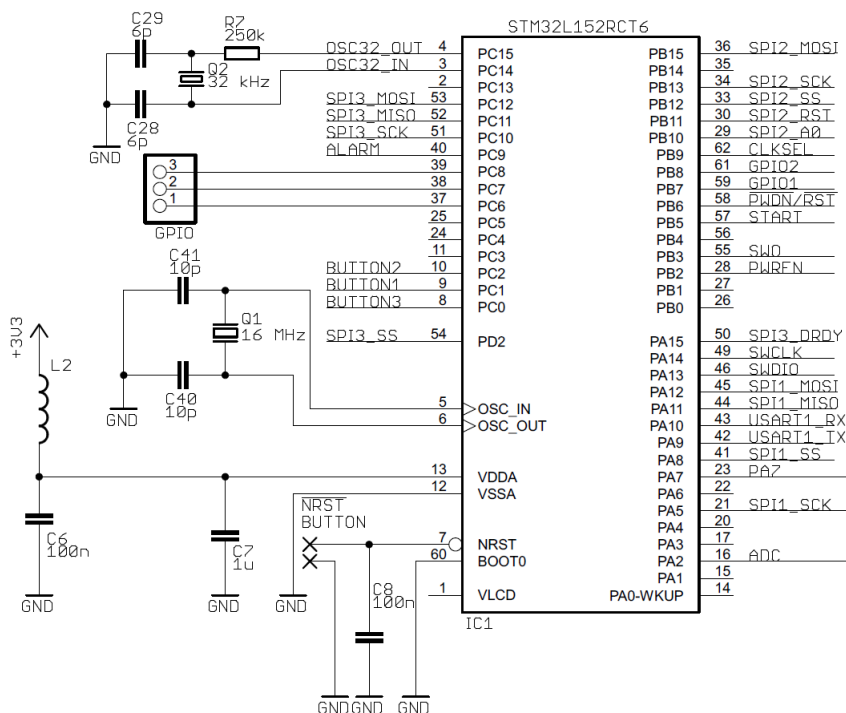 STM32L152RCT6
C29
6p
R7
250k
Q2
32 kHz
C28
6p
GND
OSC32_OUT 4 PC15
OSC32_IN 3 PC14
2 PC13
SPI3_MOSI 53 PC12
SPI3_MISO 52 PC11
SPI3_SCK 51 PC10
ALARM 40 PC9
39 PC8
38 PC7
37 PC6
25 PC5
24 PC4
11 PC3
BUTTON2 10 PC2
BUTTON1 9 PC1
BUTTON3 8 PC0
SPI3_SS 54 PD2
5 OSC_IN
6 OSC_OUT
13 VDDA
12 VSSA
7 NRST
60 BOOT0
1 VLCD
3
2
1
GPIO
C41
10p
Q1
16 MHz
C40
10p
GND
+3V3
L2
C6
100n
GND
C7
1u
GND
GND
NRST
BUTTON
C8
100n
GND
GND
GND
IC1
PB15 36 SPI2_MOSI
PB14 35
PB13 34 SPI2_SCK
PB12 33 SPI2_SS
PB11 30 SPI2_RST
PB10 29 SPI2_A0
PB9 62 CLKSEL
PB8 61 GPIO2
PB7 59 GPIO1
PB6 58 PWDN/RST
PB5 57 START
PB4 56
PB3 55 SWO
PB2 28 PWREN
PB1 27
PB0 26
PA15 50 SPI3_DRDY
PA14 49 SWCLK
PA13 46 SWDIO
PA12 45 SPI1_MOSI
PA11 44 SPI1_MISO
PA10 43 USART1_RX
PA9 42 USART1_TX
PA8 41 SPI1_SS
PA7 23 PA7
PA6 22
PA5 21 SPI1_SCK
PA4 20
PA3 17
PA2 16 ADC
PA1 15
PA0-WKUP 14